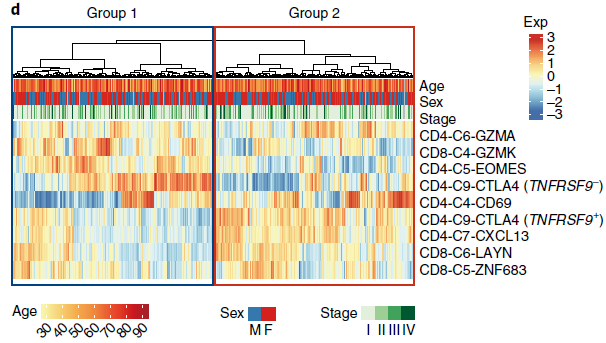 d
Group 1 Group 2
Exp
3
2
1
0
−1
−2
−3
Age
Sex
Stage
CD4-C6-GZMA
CD8-C4-GZMK
CD4-C5-EOMES
CD4-C9-CTLA4 (TNFRSF9⁻)
CD4-C4-CD69
CD4-C9-CTLA4 (TNFRSF9⁺)
CD4-C7-CXCL13
CD8-C6-LAYN
CD8-C5-ZNF683
Age
30 40 50 60 70 80 90
Sex
M F
Stage
I II III IV